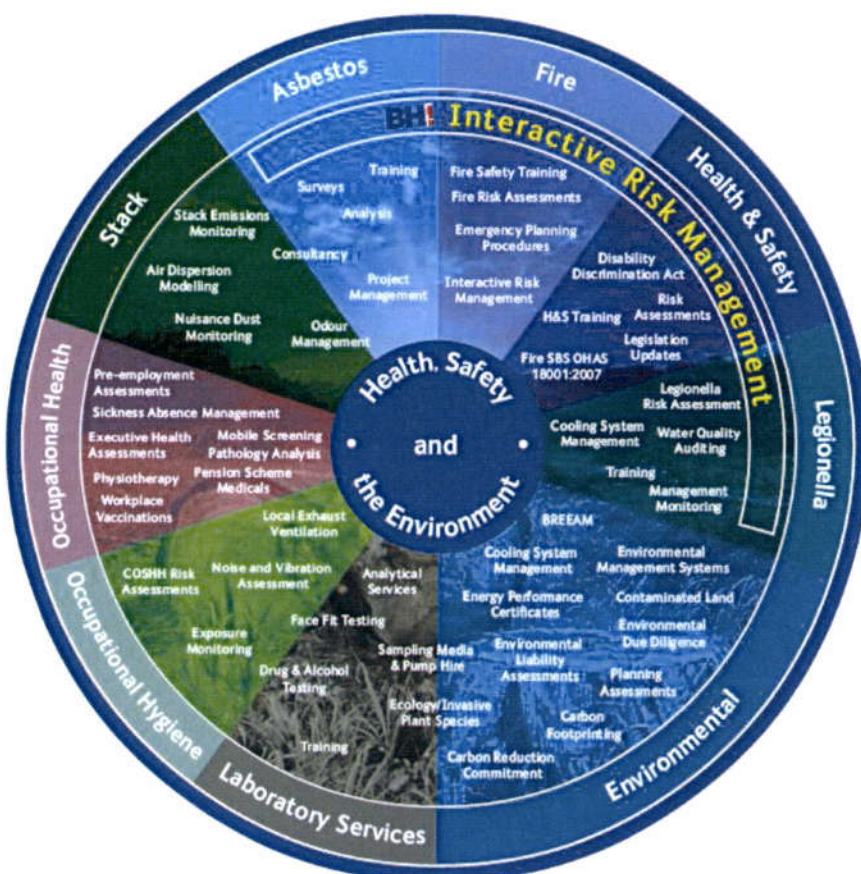 Asbestos
Fire
Health & Safety
Legionella
Environmental
Laboratory Services
Occupational Hygiene
Occupational Health
Stack
BH! Interactive Risk Management
Training
Surveys
Analysis
Consultancy
Project
Management
Fire Safety Training
Fire Risk Assessments
Emergency Planning
Procedures
Interactive Risk
Management
Disability
Discrimination Act
Risk
Assessments
H&S Training
Legislation
Updates
Fire SBS OHAS
18001:2007
Legionella
Risk Assessment
Cooling System
Management
Water Quality
Auditing
Training
Management
Monitoring
BREEAM
Cooling System
Management
Environmental
Management Systems
Energy Performance
Certificates
Contaminated Land
Environmental
Due Diligence
Environmental
Liability
Assessments
Planning
Assessments
Carbon
Footprinting
Carbon Reduction
Commitment
Analytical
Services
Face Fit Testing
Sampling Media
& Pump Hire
Drug & Alcohol
Testing
Ecology/Invasive
Plant Species
Training
Local Exhaust
Ventilation
COSHH Risk
Assessments
Noise and Vibration
Assessment
Exposure
Monitoring
Pre-employment
Assessments
Sickness Absence Management
Executive Health
Assessments
Mobile Screening
Pathology Analysis
Physiotherapy
Pension Scheme
Medicals
Workplace
Vaccinations
Stack Emissions
Monitoring
Air Dispersion
Modelling
Nuisance Dust
Monitoring
Odour
Management
Health, Safety
and
the Environment